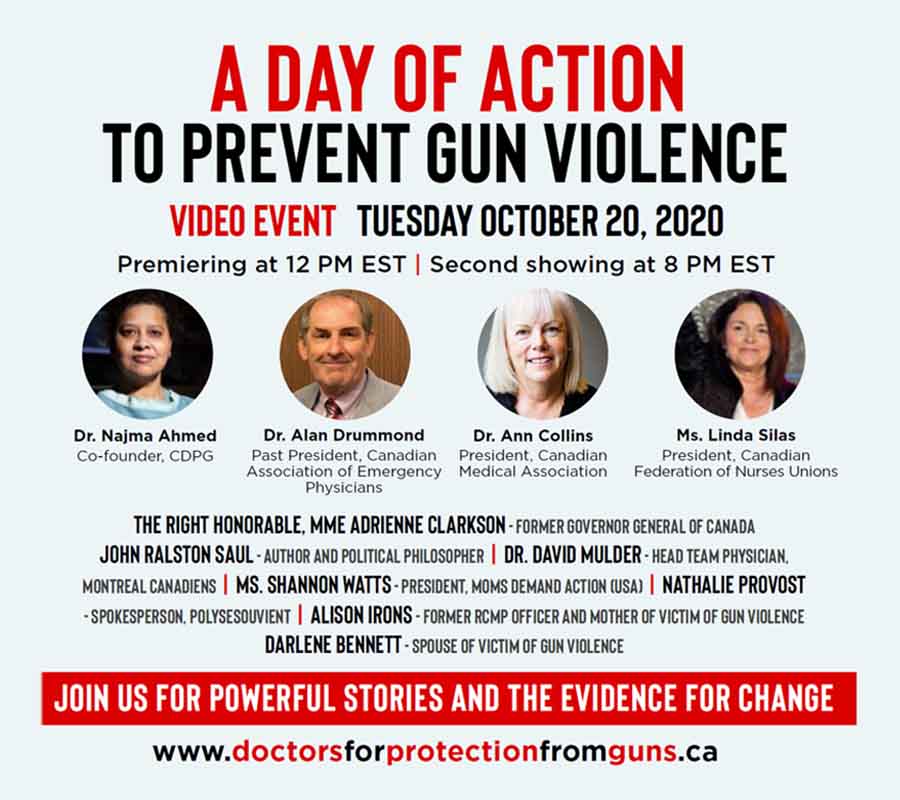 A DAY OF ACTION
TO PREVENT GUN VIOLENCE
VIDEO EVENT TUESDAY OCTOBER 20, 2020
Premiering at 12 PM EST | Second showing at 8 PM EST
Dr. Najma Ahmed
Co-founder, CDPG
Dr. Alan Drummond
Past President, Canadian
Association of Emergency
Physicians
Dr. Ann Collins
President, Canadian
Medical Association
Ms. Linda Silas
President, Canadian
Federation of Nurses Unions
THE RIGHT HONORABLE, MME ADRIENNE CLARKSON - FORMER GOVERNOR GENERAL OF CANADA
JOHN RALSTON SAUL - AUTHOR AND POLITICAL PHILOSOPHER | DR. DAVID MULDER - HEAD TEAM PHYSICIAN,
MONTREAL CANADIENS | MS. SHANNON WATTS - PRESIDENT, MOMS DEMAND ACTION (USA) | NATHALIE PROVOST
- SPOKESPERSON, POLYSESOUVIENT | ALISON IRONS - FORMER RCMP OFFICER AND MOTHER OF VICTIM OF GUN VIOLENCE
DARLENE BENNETT - SPOUSE OF VICTIM OF GUN VIOLENCE
JOIN US FOR POWERFUL STORIES AND THE EVIDENCE FOR CHANGE
www.doctorsforprotectionfromguns.ca